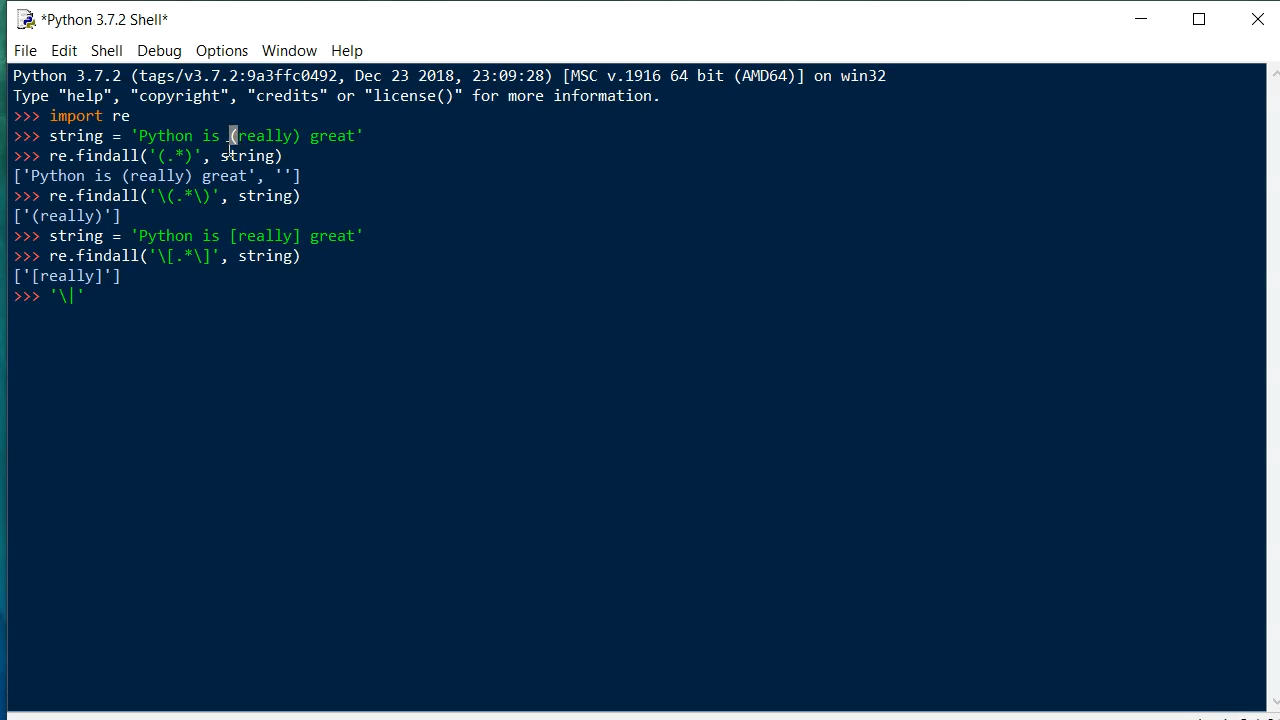 *Python 3.7.2 Shell*
File Edit Shell Debug Options Window Help
Python 3.7.2 (tags/v3.7.2:9a3ffc0492, Dec 23 2018, 23:09:28) [MSC v.1916 64 bit (AMD64)] on win32
Type "help", "copyright", "credits" or "license()" for more information.
>>> import re
>>> string = 'Python is (really) great'
>>> re.findall('(.*)', string)
['Python is (really) great', '']
>>> re.findall('\(.*\)', string)
['(really)']
>>> string = 'Python is [really] great'
>>> re.findall('\[.*\]', string)
['[really]']
>>> '\|'